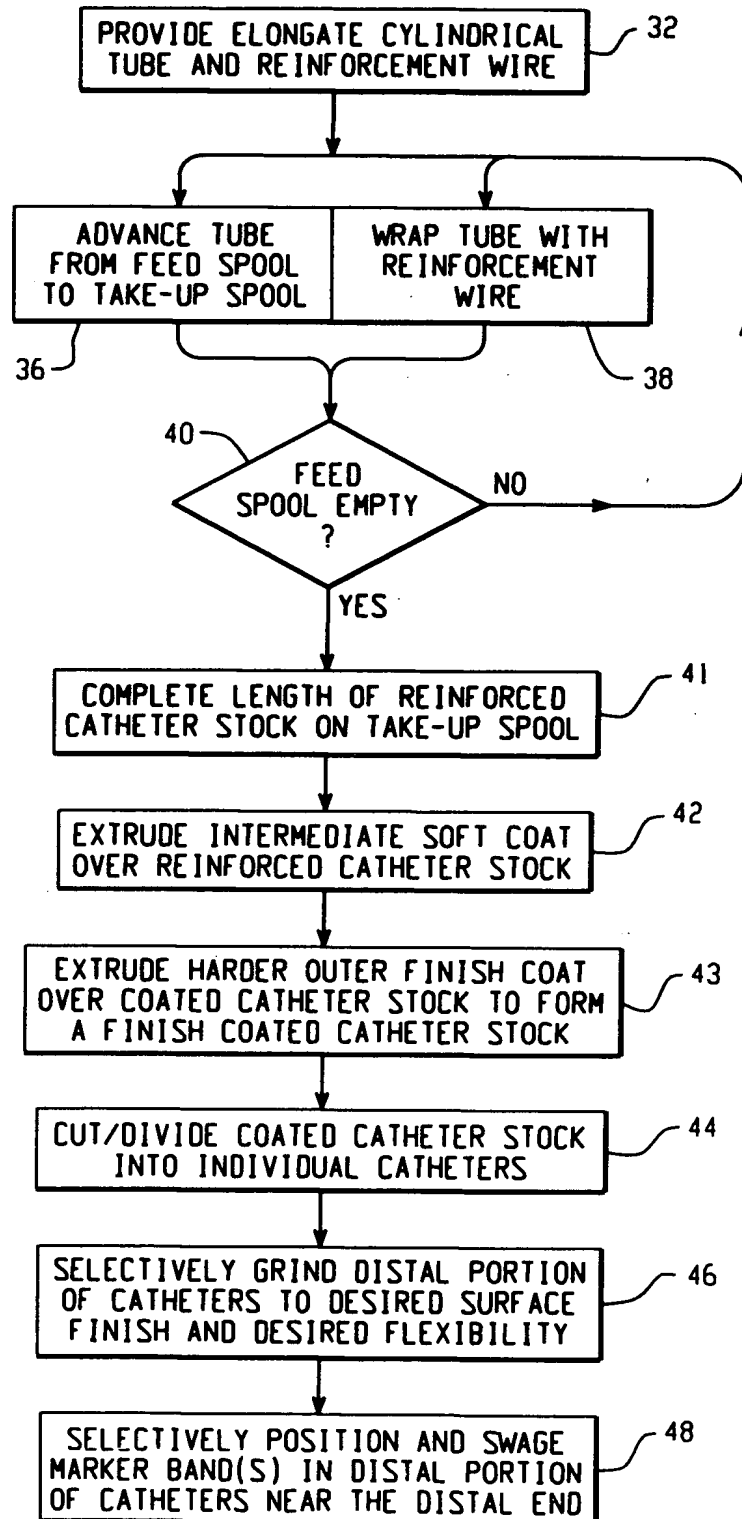 PROVIDE ELONGATE CYLINDRICAL
TUBE AND REINFORCEMENT WIRE
32
ADVANCE TUBE
FROM FEED SPOOL
TO TAKE-UP SPOOL
36
WRAP TUBE WITH
REINFORCEMENT
WIRE
38
40
FEED
SPOOL EMPTY
?
NO
YES
COMPLETE LENGTH OF REINFORCED
CATHETER STOCK ON TAKE-UP SPOOL
41
EXTRUDE INTERMEDIATE SOFT COAT
OVER REINFORCED CATHETER STOCK
42
EXTRUDE HARDER OUTER FINISH COAT
OVER COATED CATHETER STOCK TO FORM
A FINISH COATED CATHETER STOCK
43
CUT/DIVIDE COATED CATHETER STOCK
INTO INDIVIDUAL CATHETERS
44
SELECTIVELY GRIND DISTAL PORTION
OF CATHETERS TO DESIRED SURFACE
FINISH AND DESIRED FLEXIBILITY
46
SELECTIVELY POSITION AND SWAGE
MARKER BAND(S) IN DISTAL PORTION
OF CATHETERS NEAR THE DISTAL END
48